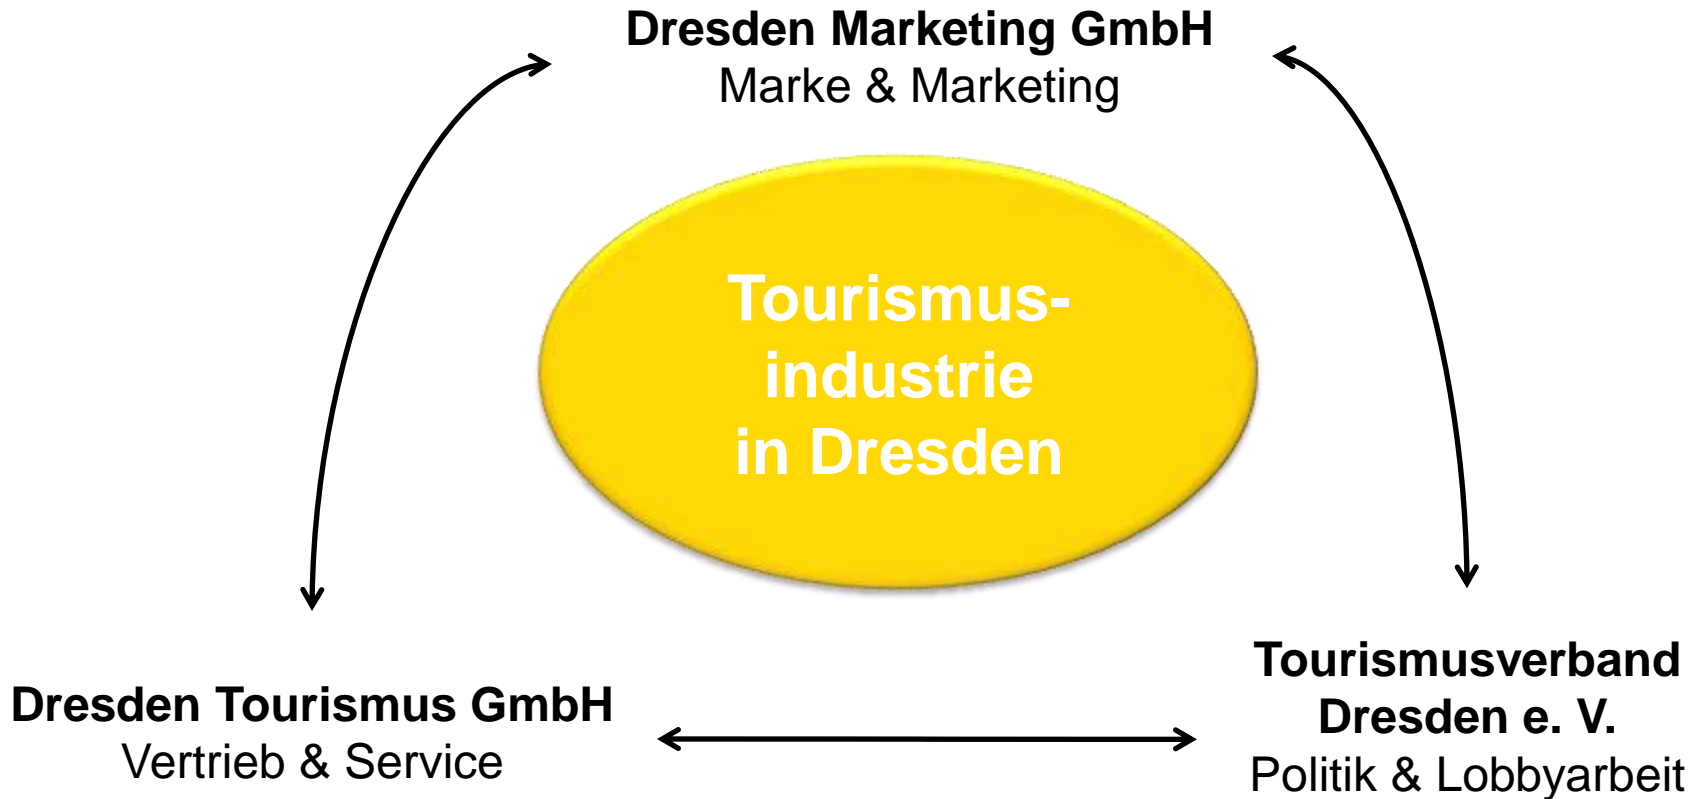 Dresden Marketing GmbH
Marke & Marketing
Tourismus-
industrie
in Dresden
Dresden Tourismus GmbH
Vertrieb & Service
Tourismusverband
Dresden e. V.
Politik & Lobbyarbeit